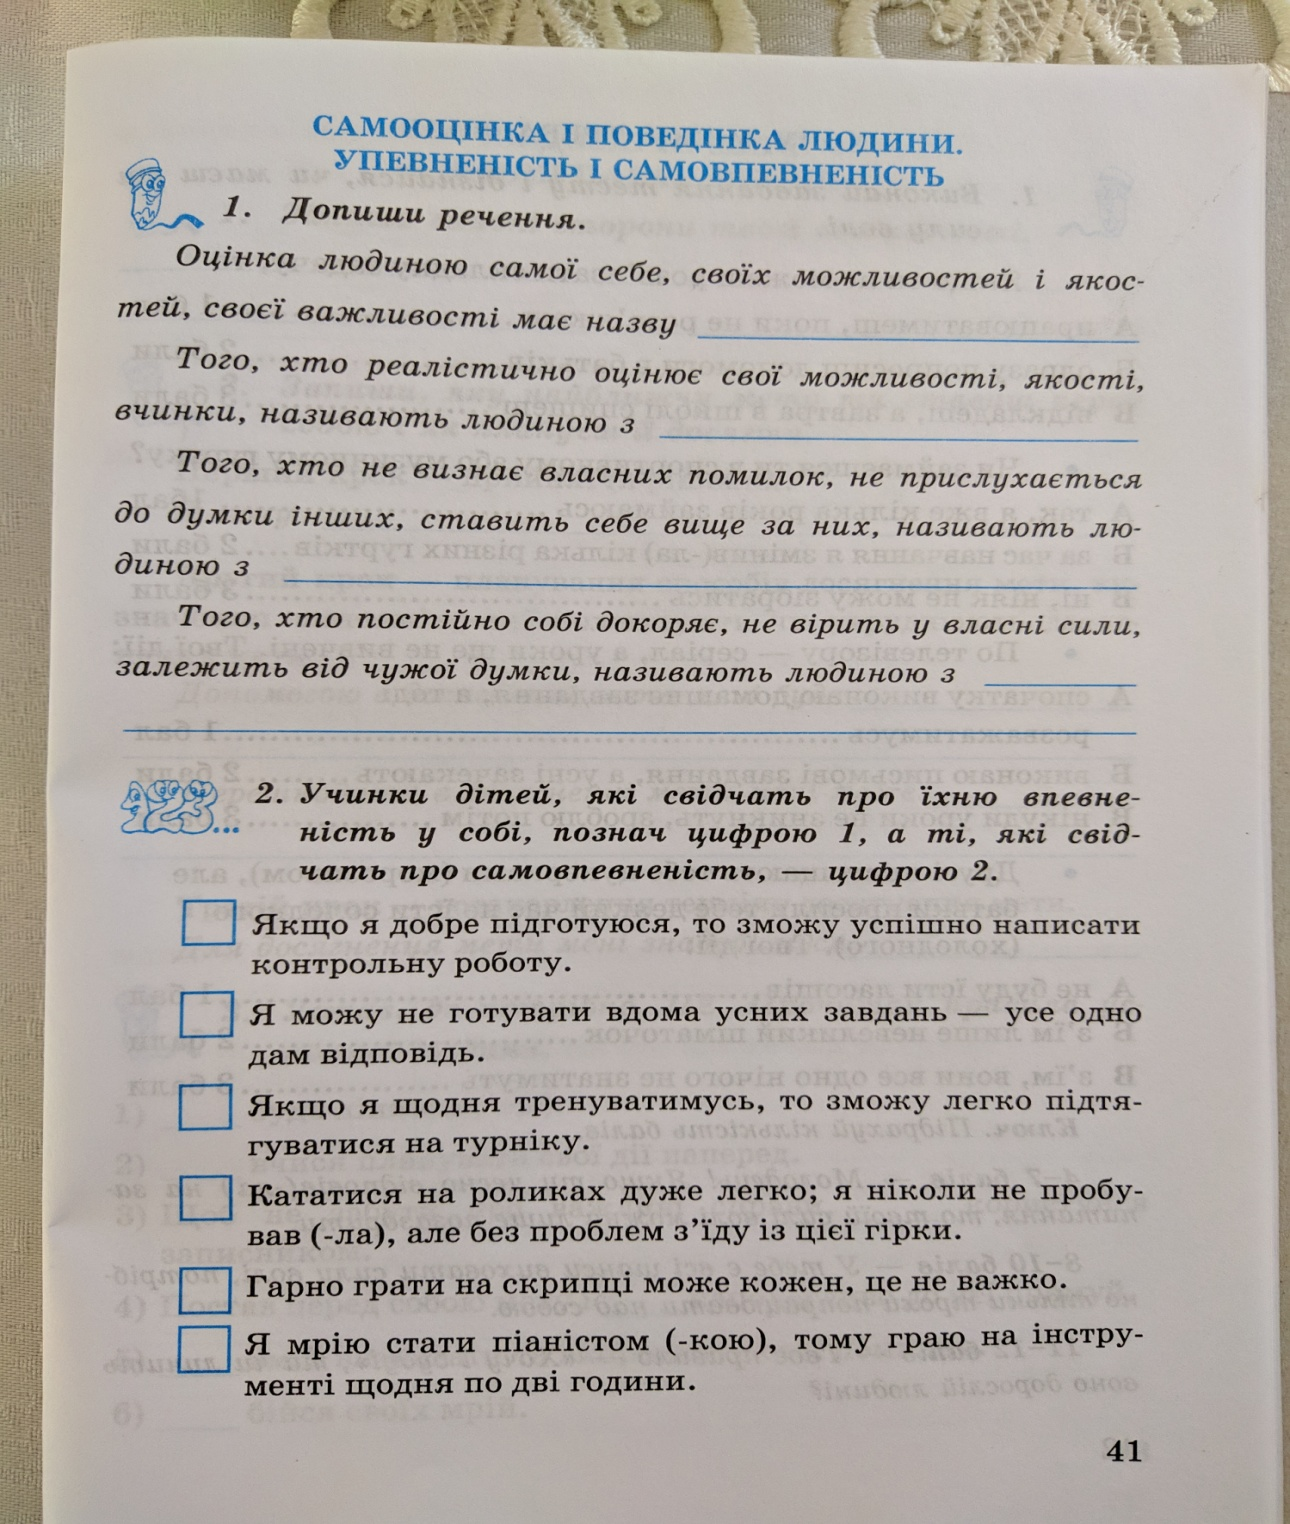 САМООЦІНКА І ПОВЕДІНКА ЛЮДИНИ.
УПЕВНЕНІСТЬ І САМОВПЕВНЕНІСТЬ
1. Допиши речення.
Оцінка людиною самої себе, своїх можливостей і якос-
тей, своєї важливості має назву
Того, хто реалістично оцінює свої можливості, якості,
вчинки, називають людиною з
Того, хто не визнає власних помилок, не прислухається
до думки інших, ставить себе вище за них, називають лю-
диною з
Того, хто постійно собі докоряє, не вірить у власні сили,
залежить від чужої думки, називають людиною з
123...
2. Учинки дітей, які свідчать про їхню впевне-
ність у собі, познач цифрою 1, а ті, які свід-
чать про самовпевненість, — цифрою 2.
Якщо я добре підготуюся, то зможу успішно написати
контрольну роботу.
Я можу не готувати вдома усних завдань — усе одно
дам відповідь.
Якщо я щодня тренуватимусь, то зможу легко підтя-
гуватися на турніку.
Кататися на роликах дуже легко; я ніколи не пробу-
вав (-ла), але без проблем з’їду із цієї гірки.
Гарно грати на скрипці може кожен, це не важко.
Я мрію стати піаністом (-кою), тому граю на інстру-
менті щодня по дві години.
41